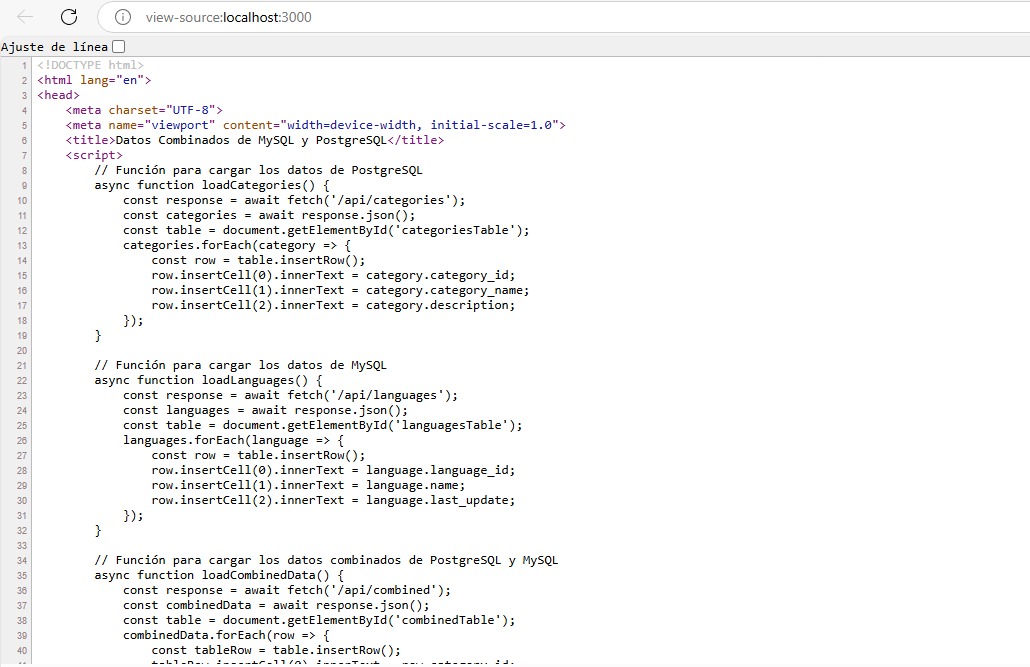 view-source:localhost:3000
Ajuste de línea
1 <!DOCTYPE html>
2 <html lang="en">
3 <head>
4     <meta charset="UTF-8">
5     <meta name="viewport" content="width=device-width, initial-scale=1.0">
6     <title>Datos Combinados de MySQL y PostgreSQL</title>
7     <script>
8         // Función para cargar los datos de PostgreSQL
9         async function loadCategories() {
10             const response = await fetch('/api/categories');
11             const categories = await response.json();
12             const table = document.getElementById('categoriesTable');
13             categories.forEach(category => {
14                 const row = table.insertRow();
15                 row.insertCell(0).innerText = category.category_id;
16                 row.insertCell(1).innerText = category.category_name;
17                 row.insertCell(2).innerText = category.description;
18             });
19         }
20
21         // Función para cargar los datos de MySQL
22         async function loadLanguages() {
23             const response = await fetch('/api/languages');
24             const languages = await response.json();
25             const table = document.getElementById('languagesTable');
26             languages.forEach(language => {
27                 const row = table.insertRow();
28                 row.insertCell(0).innerText = language.language_id;
29                 row.insertCell(1).innerText = language.name;
30                 row.insertCell(2).innerText = language.last_update;
31             });
32         }
33
34         // Función para cargar los datos combinados de PostgreSQL y MySQL
35         async function loadCombinedData() {
36             const response = await fetch('/api/combined');
37             const combinedData = await response.json();
38             const table = document.getElementById('combinedTable');
39             combinedData.forEach(row => {
40                 const tableRow = table.insertRow();